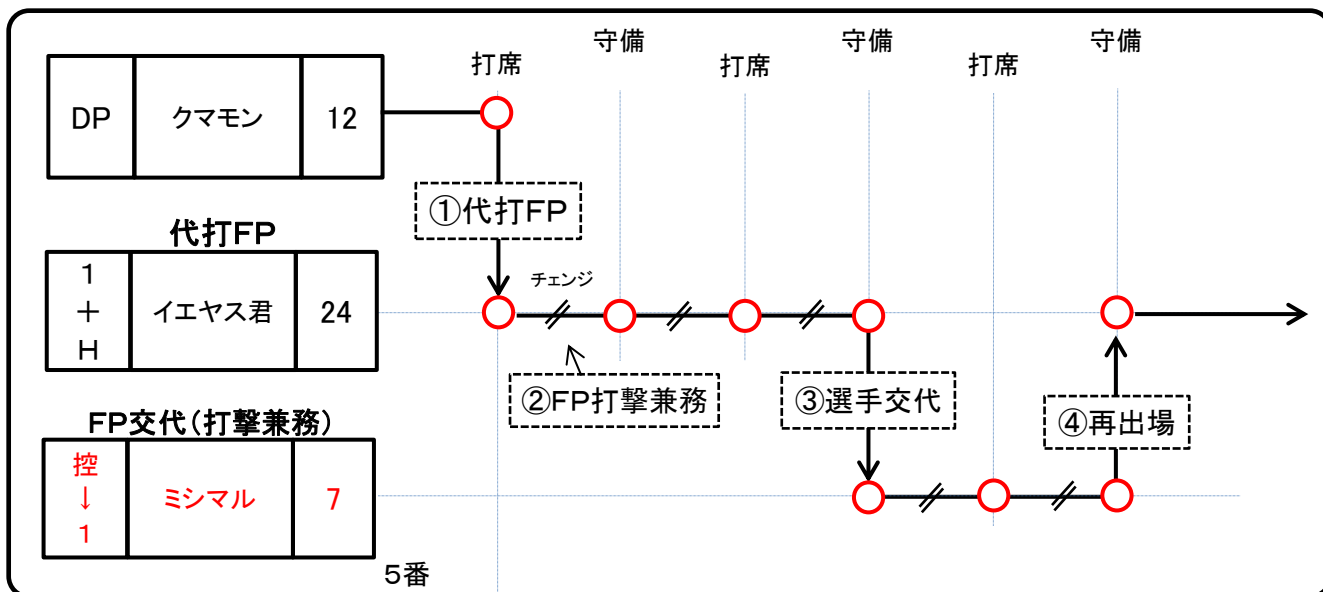 打席
守備
打席
守備
打席
守備
DP
クマモン
12
①代打FP
代打FP
1
+
H
イエヤス君
24
チェンジ
②FP打撃兼務
③選手交代
④再出場
FP交代(打撃兼務)
控
↓
1
ミシマル
7
5番